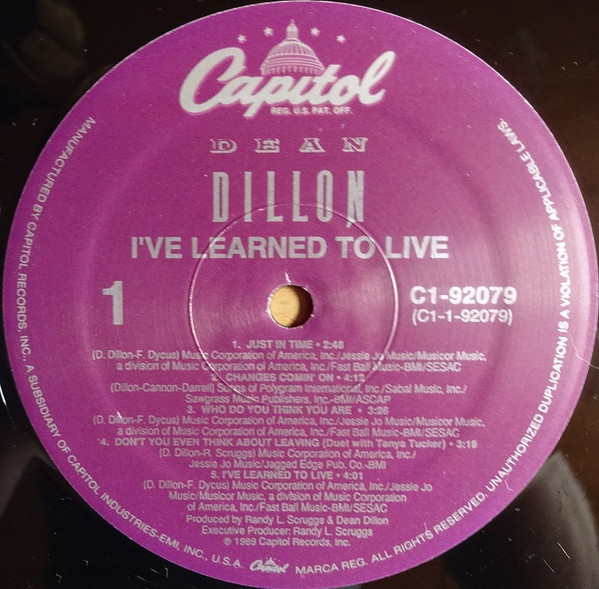 Capitol
REG. U.S. PAT. OFF.
DEAN
DILLON
I'VE LEARNED TO LIVE
1
C1-92079
(C1-1-92079)
1. JUST IN TIME • 2:48
(D. Dillon-F. Dycus) Music Corporation of America, Inc./Jessie Jo Music/Musicor Music,
a division of Music Corporation of America, Inc./Fast Ball Music-BMI/SESAC
2. CHANGES COMIN' ON • 4:12
(Dillon-Cannon-Darrell) Songs of Polygram International, Inc./Sabal Music, Inc./
Sawgrass Music Publishers, Inc.-BMI/ASCAP
3. WHO DO YOU THINK YOU ARE • 3:26
(D. Dillon-F. Dycus) Music Corporation of America, Inc./Jessie Jo Music/Musicor Music,
a division of Music Corporation of America, Inc./Fast Ball Music-BMI/SESAC
*4. DON'T YOU EVEN THINK ABOUT LEAVING (Duet with Tanya Tucker) • 3:19
(D. Dillon-R. Scruggs) Music Corporation of America, Inc./
Jessie Jo Music/Jagged Edge Pub. Co.-BMI
5. I'VE LEARNED TO LIVE • 4:01
(D. Dillon-F. Dycus) Music Corporation of America, Inc./Jessie Jo
Music/Musicor Music, a division of Music Corporation
of America, Inc./Fast Ball Music-BMI/SESAC
Produced by Randy L. Scruggs & Dean Dillon
Executive Producer: Randy L. Scruggs
℗ 1989 Capitol Records, Inc.
MANUFACTURED BY CAPITOL RECORDS, INC., A SUBSIDIARY OF CAPITOL INDUSTRIES-EMI, INC., U.S.A. Capitol MARCA REG. ALL RIGHTS RESERVED. UNAUTHORIZED DUPLICATION IS A VIOLATION OF APPLICABLE LAWS.